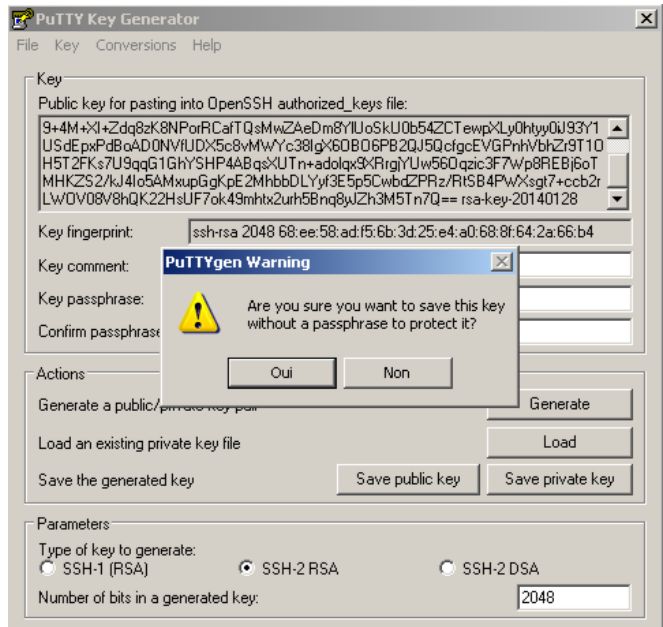 PuTTY Key Generator
File Key Conversions Help
Key
Public key for pasting into OpenSSH authorized_keys file:
9+4M+XI+Zdq8zK8NPorRCafTQsMwZAeDm8YlUoSkU0b54ZCTewpXLy0htyy0iJ93Y1
USdEpxPdBoAD0NVfUDX5c8vMWYc38IgX6OBO6PB2QJ5QcfgcEVGPnhVbhZr9T1O
H5T2FKs7U9qqG1GhYSHP4ABqsXUTn+adolqx9XRrgjYUw56Oqzic3F7Wp8REBj6oT
MHKZS2/kJ4Io5AMxupGgKpE2MhbbDLYyf3E5p5CwbdZPRz/RtSB4PWXsgt7+ccb2r
LWOV08V8hQK22HsUF7ok49mhtx2urh5Bnq8yJZh3M5Tn7Q== rsa-key-20140128
Key fingerprint: ssh-rsa 2048 68:ee:58:ad:f5:6b:3d:25:e4:a0:68:8f:64:2a:66:b4
Key comment:
Key passphrase:
Confirm passphrase
PuTTYgen Warning
Are you sure you want to save this key
without a passphrase to protect it?
Oui Non
Actions
Generate a public/private key pair Generate
Load an existing private key file Load
Save the generated key Save public key Save private key
Parameters
Type of key to generate:
SSH-1 (RSA) SSH-2 RSA SSH-2 DSA
Number of bits in a generated key: 2048